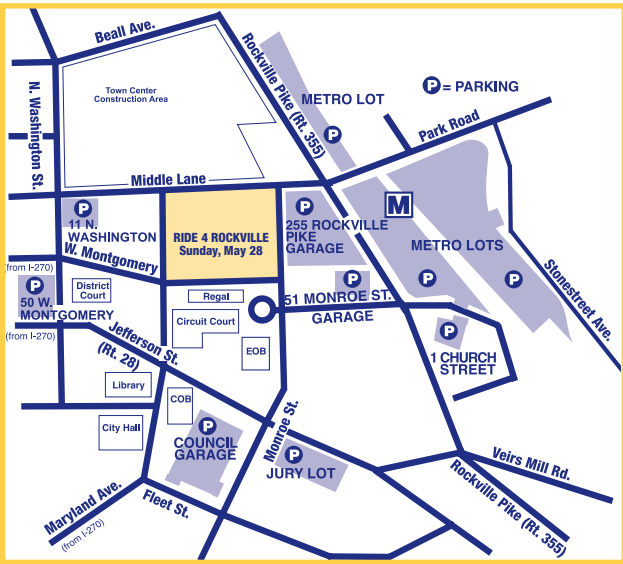 Beall Ave.
N. Washington St.
Town Center
Construction Area
Rockville Pike (Rt. 355)
METRO LOT
P
P = PARKING
Park Road
Middle Lane
P
11 N.
WASHINGTON
W. Montgomery
RIDE 4 ROCKVILLE
Sunday, May 28
P
255 ROCKVILLE
PIKE
GARAGE
M
METRO LOTS
P
P
Stonestreet Ave.
(from I-270)
P
50 W.
MONTGOMERY
(from I-270)
District
Court
Regal
Circuit Court
EOB
P
51 MONROE ST.
GARAGE
P
1 CHURCH
STREET
Jefferson St.
(Rt. 28)
Library
COB
City Hall
P
COUNCIL
GARAGE
Monroe St.
P
JURY LOT
Veirs Mill Rd.
Rockville Pike (Rt. 355)
Maryland Ave.
(from I-270)
Fleet St.